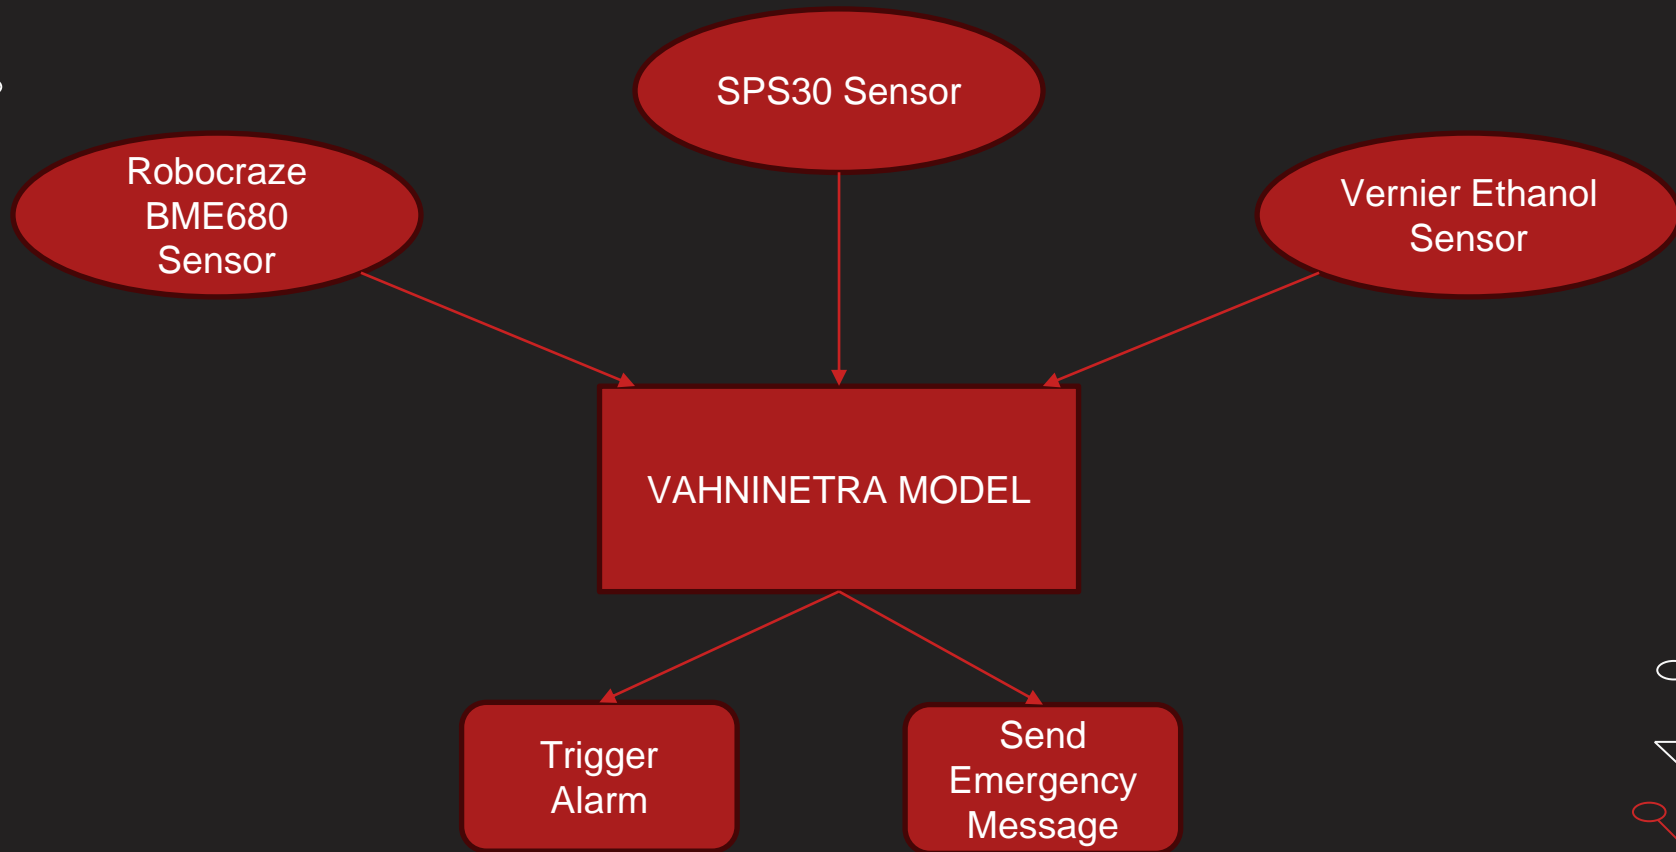 SPS30 Sensor
Robocraze
BME680
Sensor
Vernier Ethanol
Sensor
VAHNINETRA MODEL
Trigger
Alarm
Send
Emergency
Message